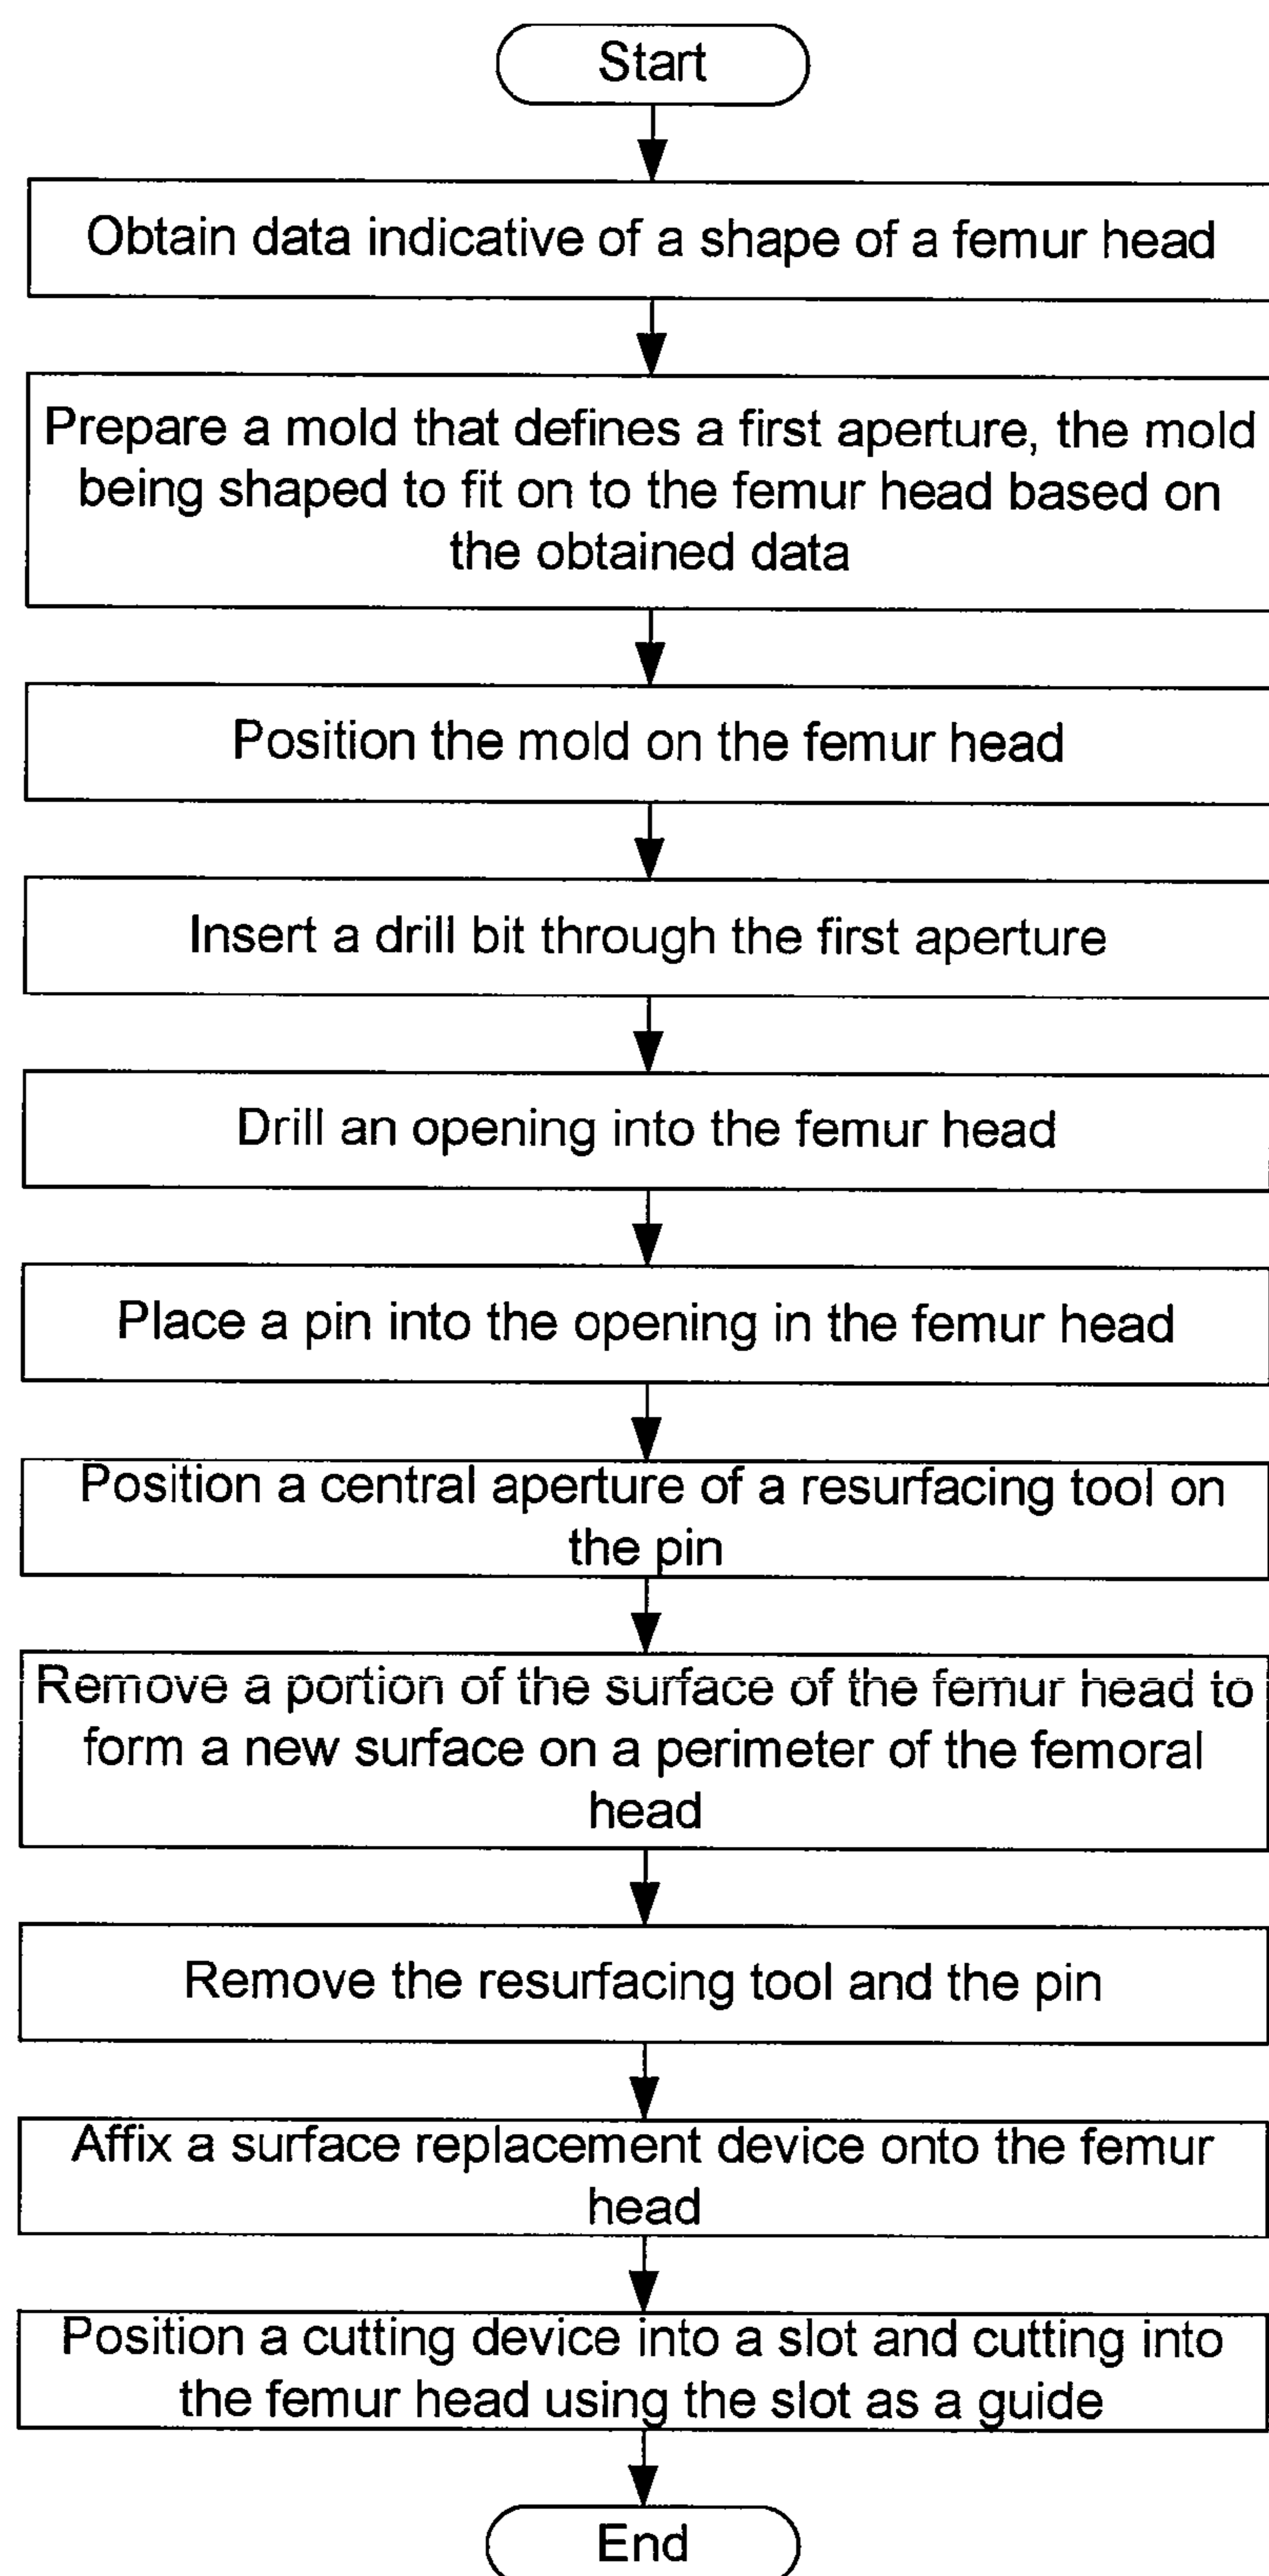 Start
Obtain data indicative of a shape of a femur head
Prepare a mold that defines a first aperture, the mold
being shaped to fit on to the femur head based on
the obtained data
Position the mold on the femur head
Insert a drill bit through the first aperture
Drill an opening into the femur head
Place a pin into the opening in the femur head
Position a central aperture of a resurfacing tool on
the pin
Remove a portion of the surface of the femur head to
form a new surface on a perimeter of the femoral
head
Remove the resurfacing tool and the pin
Affix a surface replacement device onto the femur
head
Position a cutting device into a slot and cutting into
the femur head using the slot as a guide
End